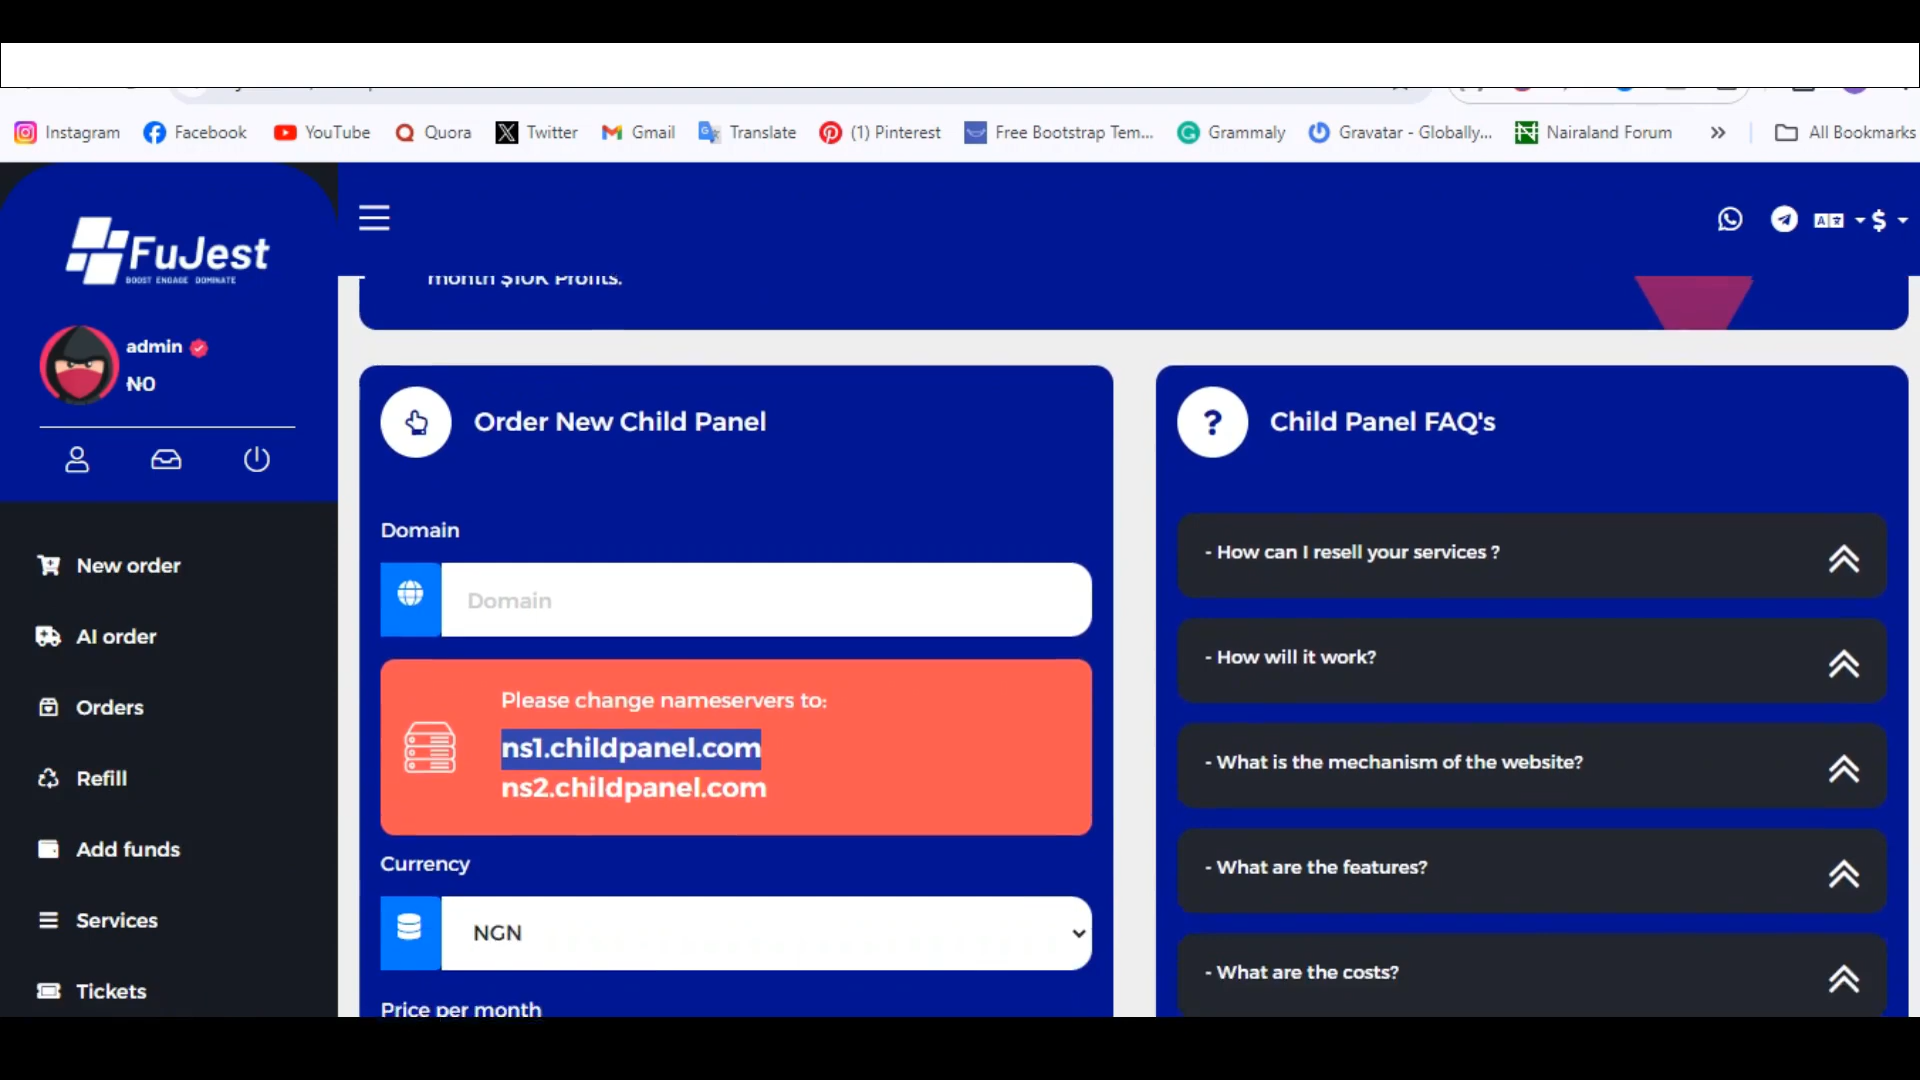 Instagram
Facebook
YouTube
Quora
Twitter
Gmail
Translate
(1) Pinterest
Free Bootstrap Tem...
Grammaly
Gravatar - Globally...
Nairaland Forum
»
All Bookmarks
FuJest
BOOST ENGAGE DOMINATE
$
admin
₦0
month $10K Profits.
New order
AI order
Orders
Refill
Add funds
Services
Tickets
Order New Child Panel
Domain
Domain
Please change nameservers to:
ns1.childpanel.com
ns2.childpanel.com
Currency
NGN
Price per month
? Child Panel FAQ's
- How can I resell your services ?
- How will it work?
- What is the mechanism of the website?
- What are the features?
- What are the costs?